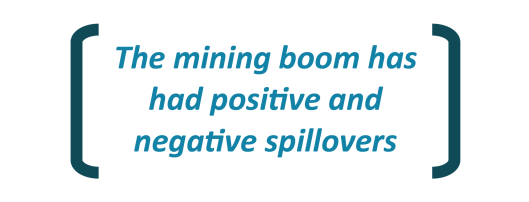 The mining boom has
had positive and
negative spillovers